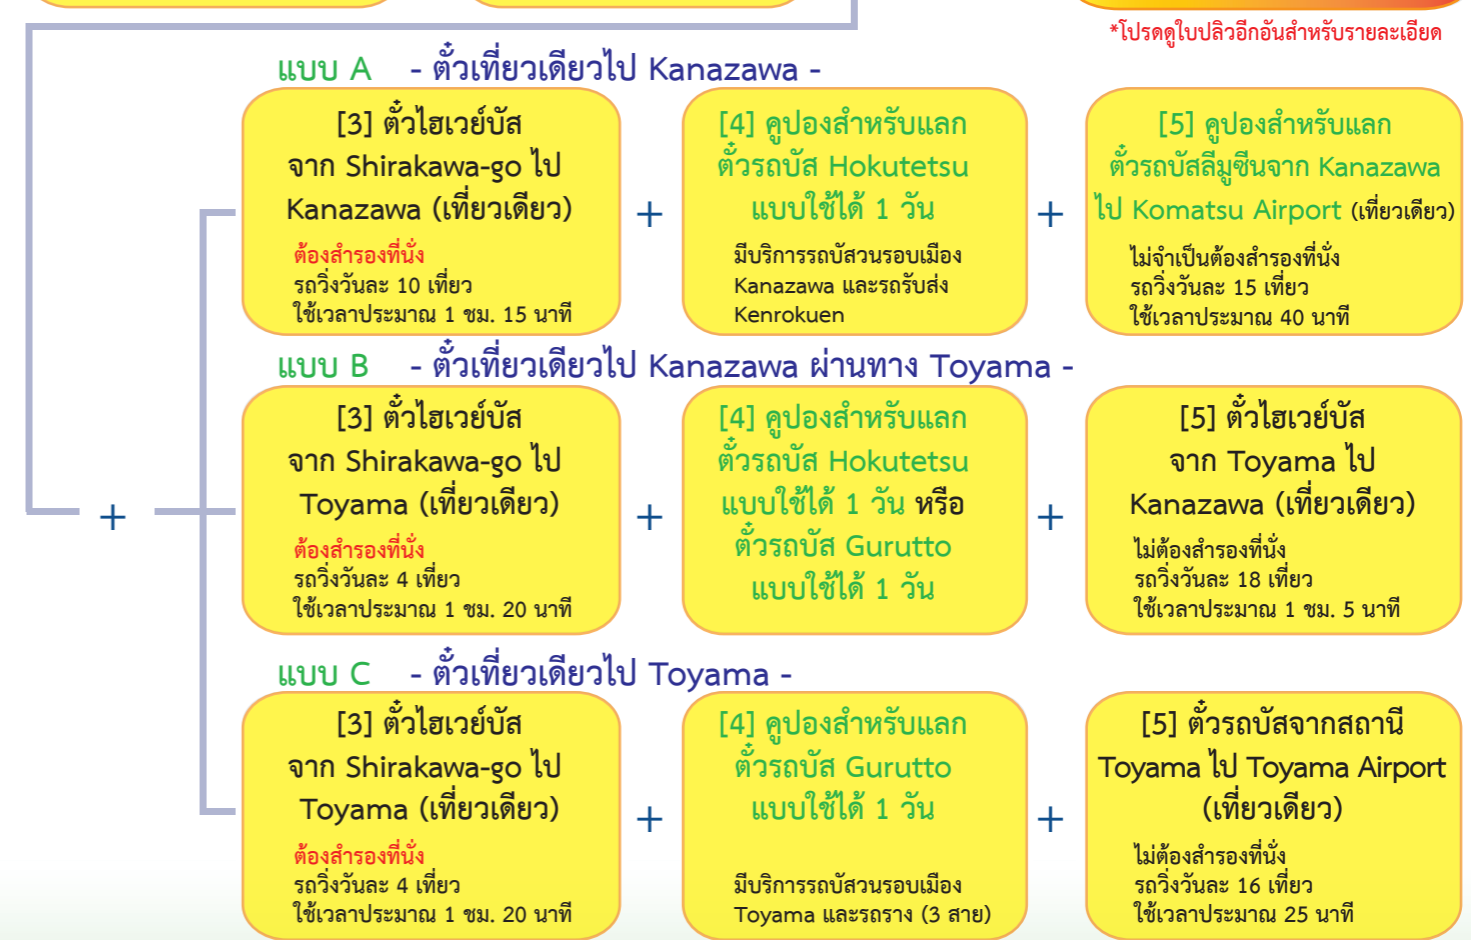 *โปรดดูใบปลิวอีกอันสำหรับรายละเอียด
แบบ A - ตั๋วเที่ยวเดียวไป Kanazawa -
[3] ตั๋วไฮเวย์บัส
จาก Shirakawa-go ไป
Kanazawa (เที่ยวเดียว)
ต้องสำรองที่นั่ง
รถวิ่งวันละ 10 เที่ยว
ใช้เวลาประมาณ 1 ชม. 15 นาที
+
[4] คูปองสำหรับแลก
ตั๋วรถบัส Hokutetsu
แบบใช้ได้ 1 วัน
มีบริการรถบัสวนรอบเมือง
Kanazawa และรถรับส่ง
Kenrokuen
+
[5] คูปองสำหรับแลก
ตั๋วรถบัสลีมูซีนจาก Kanazawa
ไป Komatsu Airport (เที่ยวเดียว)
ไม่จำเป็นต้องสำรองที่นั่ง
รถวิ่งวันละ 15 เที่ยว
ใช้เวลาประมาณ 40 นาที
แบบ B - ตั๋วเที่ยวเดียวไป Kanazawa ผ่านทาง Toyama -
+
[3] ตั๋วไฮเวย์บัส
จาก Shirakawa-go ไป
Toyama (เที่ยวเดียว)
ต้องสำรองที่นั่ง
รถวิ่งวันละ 4 เที่ยว
ใช้เวลาประมาณ 1 ชม. 20 นาที
+
[4] คูปองสำหรับแลก
ตั๋วรถบัส Hokutetsu
แบบใช้ได้ 1 วัน หรือ
ตั๋วรถบัส Gurutto
แบบใช้ได้ 1 วัน
+
[5] ตั๋วไฮเวย์บัส
จาก Toyama ไป
Kanazawa (เที่ยวเดียว)
ไม่ต้องสำรองที่นั่ง
รถวิ่งวันละ 18 เที่ยว
ใช้เวลาประมาณ 1 ชม. 5 นาที
แบบ C - ตั๋วเที่ยวเดียวไป Toyama -
[3] ตั๋วไฮเวย์บัส
จาก Shirakawa-go ไป
Toyama (เที่ยวเดียว)
ต้องสำรองที่นั่ง
รถวิ่งวันละ 4 เที่ยว
ใช้เวลาประมาณ 1 ชม. 20 นาที
+
[4] คูปองสำหรับแลก
ตั๋วรถบัส Gurutto
แบบใช้ได้ 1 วัน
มีบริการรถบัสวนรอบเมือง
Toyama และรถราง (3 สาย)
+
[5] ตั๋วรถบัสจากสถานี
Toyama ไป Toyama Airport
(เที่ยวเดียว)
ไม่ต้องสำรองที่นั่ง
รถวิ่งวันละ 16 เที่ยว
ใช้เวลาประมาณ 25 นาที